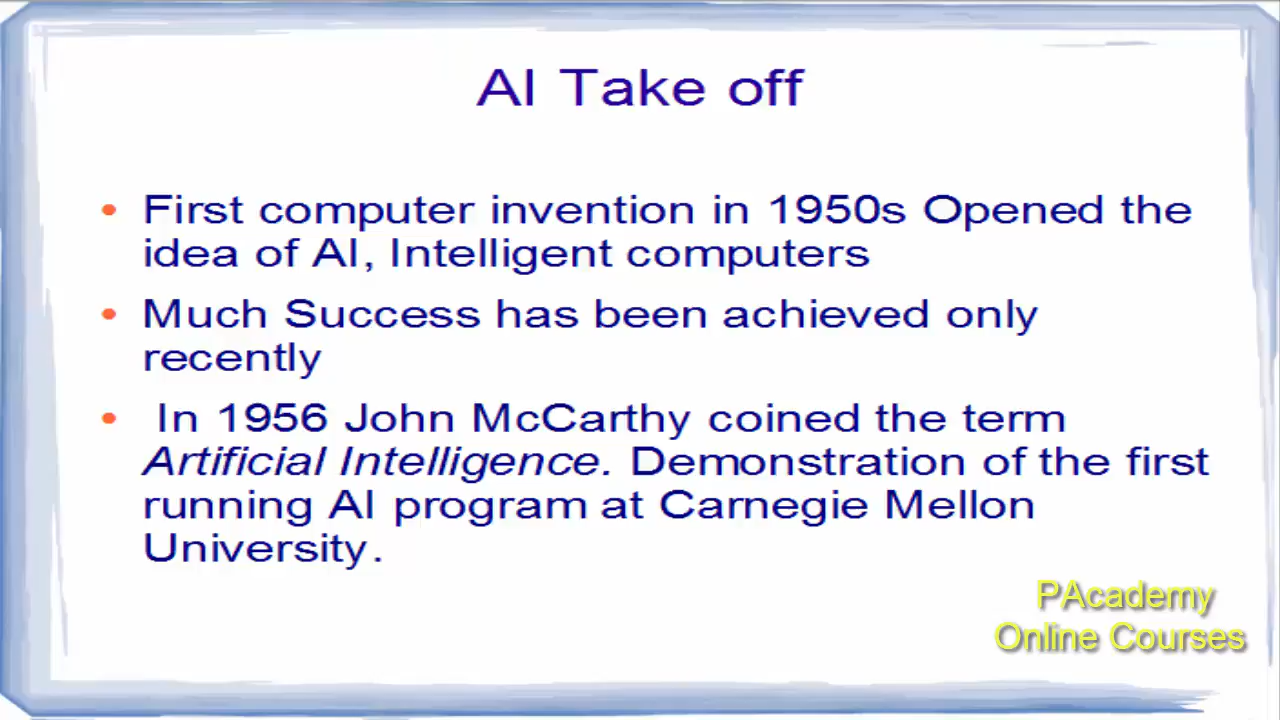 AI Take off
• First computer invention in 1950s Opened the
idea of AI, Intelligent computers
• Much Success has been achieved only
recently
• In 1956 John McCarthy coined the term
Artificial Intelligence. Demonstration of the first
running AI program at Carnegie Mellon
University.
PAcademy
Online Courses